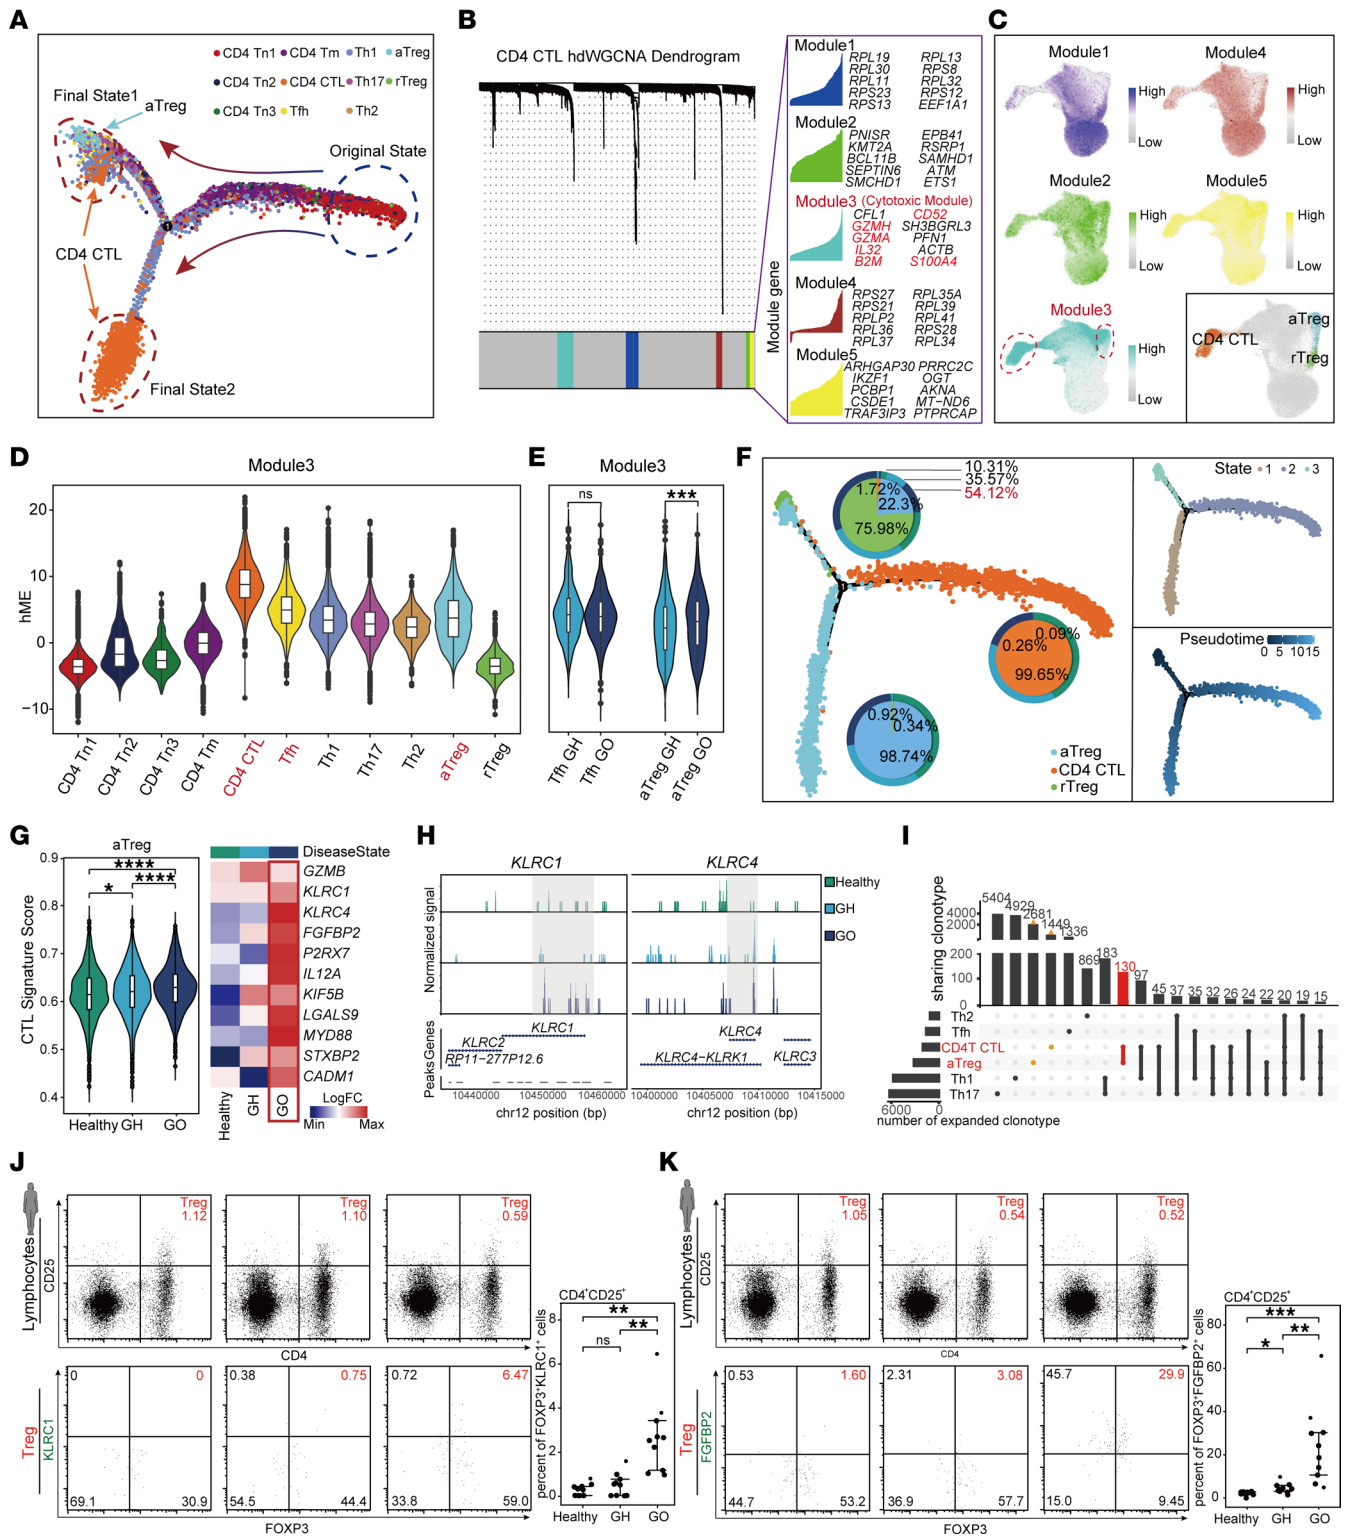 A
CD4 Tn1
CD4 Tm
Th1
aTreg
CD4 Tn2
CD4 CTL
Th17
rTreg
CD4 Tn3
Tfh
Th2
Final State1
aTreg
Original State
CD4 CTL
Final State2
B
CD4 CTL hdWGCNA Dendrogram
Module gene
Module1
RPL19 RPL13
RPL30 RPS8
RPL11 RPL32
RPS23 RPS12
RPS13 EEF1A1
Module2
PNISR EPB41
KMT2A RSRP1
BCL11B SAMHD1
SEPTIN6 ATM
SMCHD1 ETS1
Module3 (Cytotoxic Module)
CFL1 CD52
GZMH SH3BGRL3
GZMA PFN1
IL32 ACTB
B2M S100A4
Module4
RPS27 RPL35A
RPS21 RPL39
RPLP2 RPL41
RPL36 RPS28
RPL37 RPL34
Module5
ARHGAP30 PRRC2C
IKZF1 OGT
PCBP1 AKNA
CSDE1 MT−ND6
TRAF3IP3 PTPRCAP
C
Module1
High
Low
Module4
High
Low
Module2
High
Low
Module5
High
Low
Module3
High
Low
CD4 CTL
aTreg
rTreg
D
Module3
hME
20
10
0
−10
CD4 Tn1
CD4 Tn2
CD4 Tn3
CD4 Tm
CD4 CTL
Tfh
Th1
Th17
Th2
aTreg
rTreg
E
Module3
ns
***
Tfh GH
Tfh GO
aTreg GH
aTreg GO
F
10.31%
35.57%
54.12%
1.72%
22.3%
75.98%
0.09%
0.26%
99.65%
0.92%
0.34%
98.74%
aTreg
CD4 CTL
rTreg
State 1 2 3
Pseudotime
0 5 1015
G
aTreg
CTL Signature Score
0.9
0.8
0.7
0.6
0.5
0.4
****
****
*
Healthy GH GO
DiseaseState
GZMB
KLRC1
KLRC4
FGFBP2
P2RX7
IL12A
KIF5B
LGALS9
MYD88
STXBP2
CADM1
Healthy
GH
GO
LogFC
Min Max
H
KLRC1
KLRC4
Healthy
GH
GO
Normalized signal
Peaks Genes
KLRC1
KLRC2
RP11−277P12.6
KLRC4
KLRC4−KLRK1
KLRC3
10440000 10450000 10460000
chr12 position (bp)
10400000 10405000 10410000 10415000
chr12 position (bp)
I
sharing clonotype
4000
2000
200
100
0
5404
4929
2681
1449
1336
869
183
130
97
45
37
35
32
26
24
22
20
19
15
Th2
Tfh
CD4T CTL
aTreg
Th1
Th17
6000 0
number of expanded clonotype
J
Lymphocytes
CD25
Treg
1.12
Treg
1.10
Treg
0.59
CD4
Treg
KLRC1
0 0
69.1 30.9
0.38 0.75
54.5 44.4
0.72 6.47
33.8 59.0
FOXP3
CD4+CD25+
percent of FOXP3+KLRC1+ cells
8
6
4
2
0
**
**
ns
Healthy GH GO
K
Lymphocytes
CD25
Treg
1.05
Treg
0.54
Treg
0.52
CD4
Treg
FGFBP2
0.53 1.60
44.7 53.2
2.31 3.08
36.9 57.7
45.7 29.9
15.0 9.45
FOXP3
CD4+CD25+
percent of FOXP3+FGFBP2+ cells
80
60
40
20
0
***
**
*
Healthy GH GO